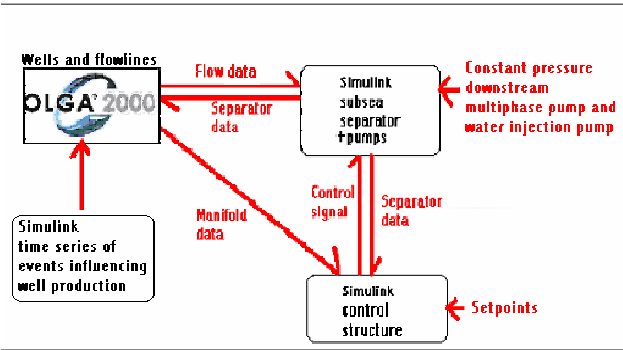 Wells and flowlines
OLGA® 2000
Flow data
Separator
data
Simulink
subsea
separator
+pumps
Constant pressure
downstream
multiphase pump and
water injection pump
Manifold
data
Control
signal
Separator
data
Simulink
time series of
events influencing
well production
Simulink
control
structure
Setpoints